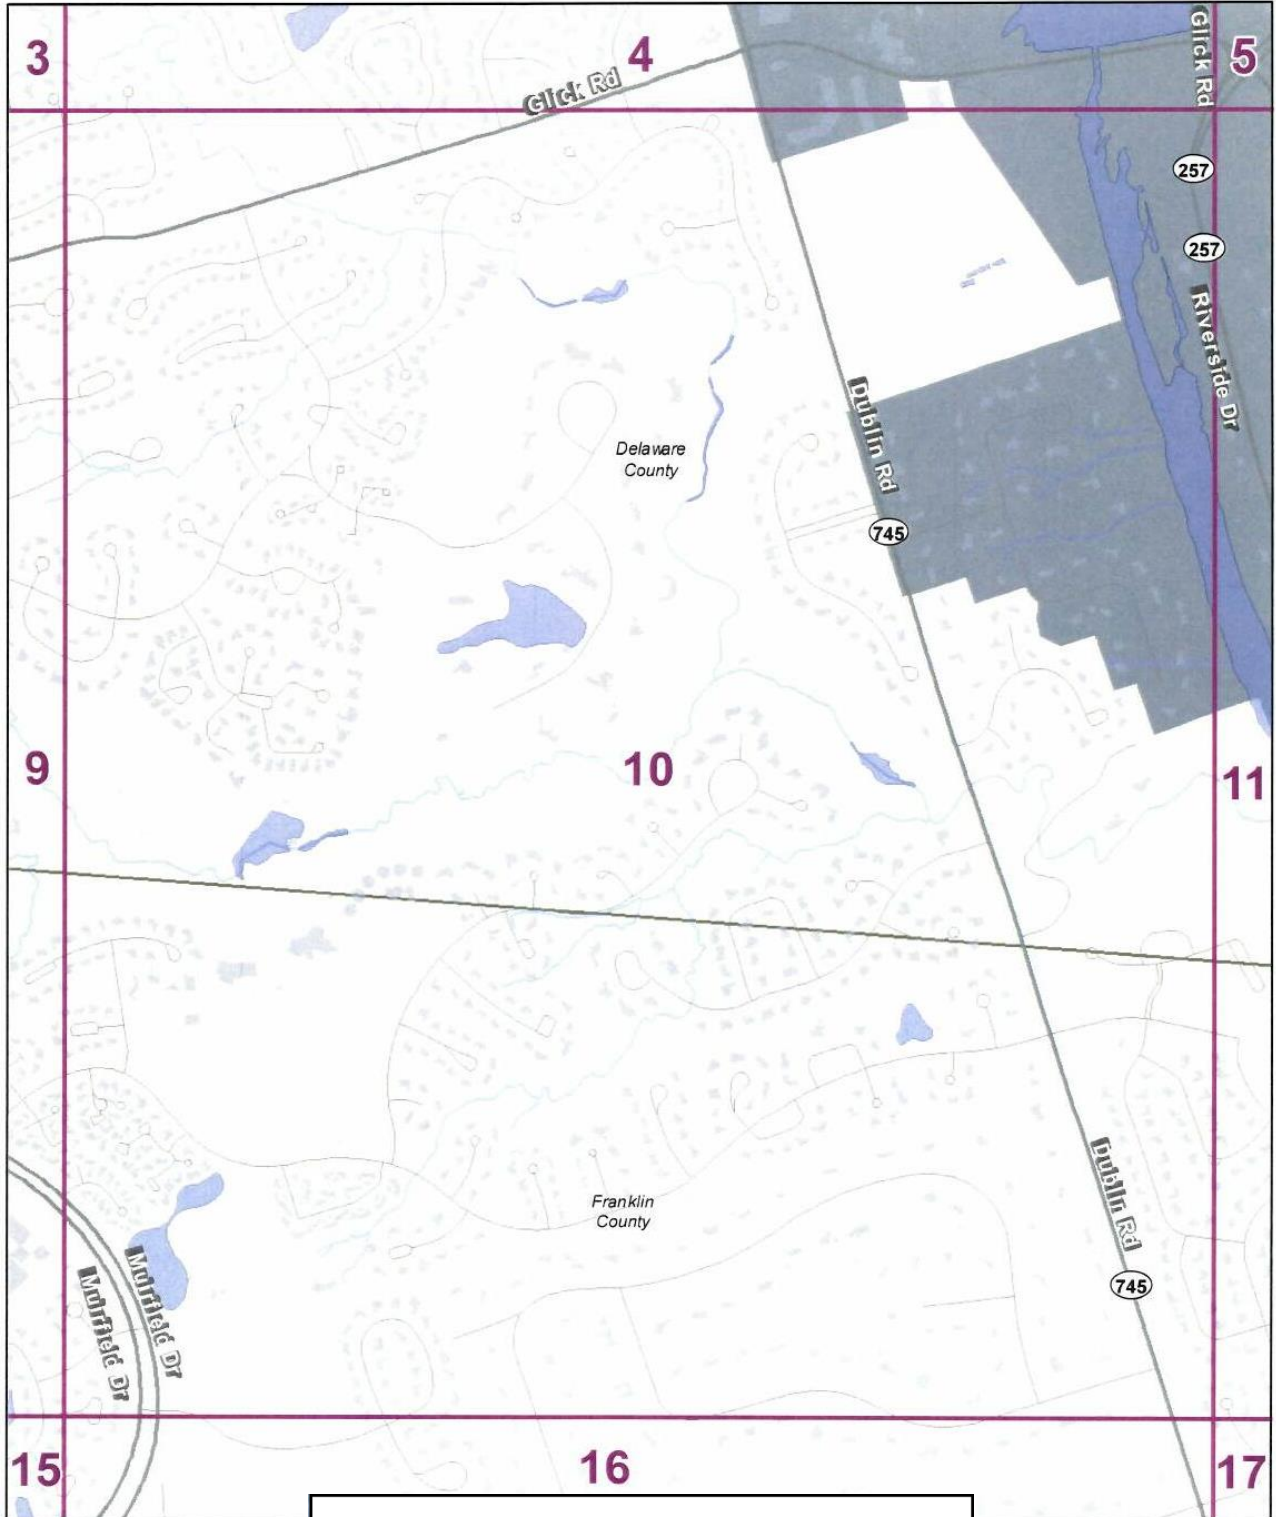 3
4
5
Glick Rd
Glick Rd
257
257
Riverside Dr
Dublin Rd
Delaware
County
745
9
10
11
Franklin
County
Dublin Rd
745
Muirfield Dr
Muirfield Dr
15
16
17